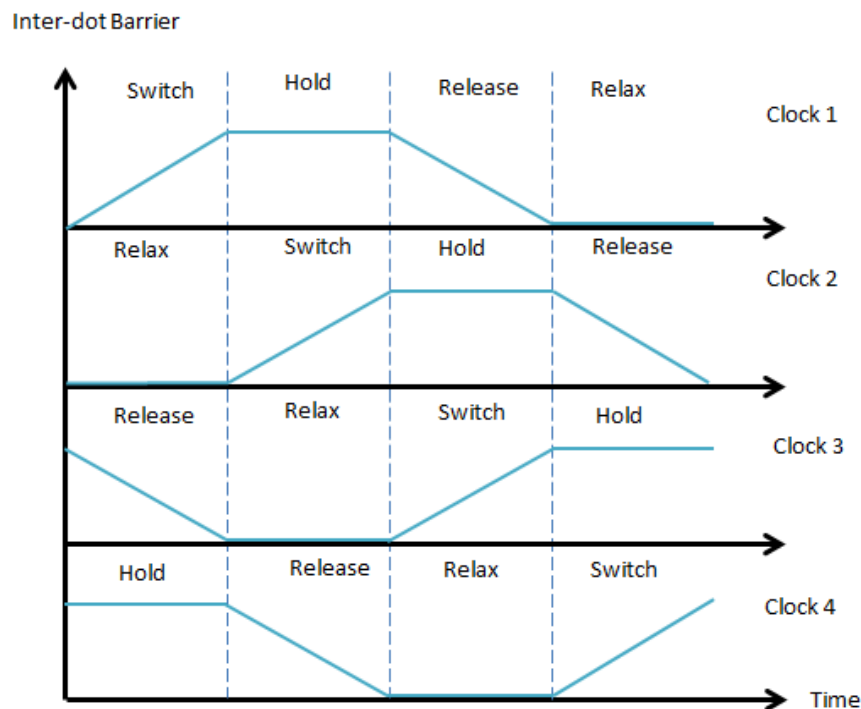 Inter-dot Barrier
Switch Hold Release Relax
Clock 1
Relax Switch Hold Release
Clock 2
Release Relax Switch Hold
Clock 3
Hold Release Relax Switch
Clock 4
Time